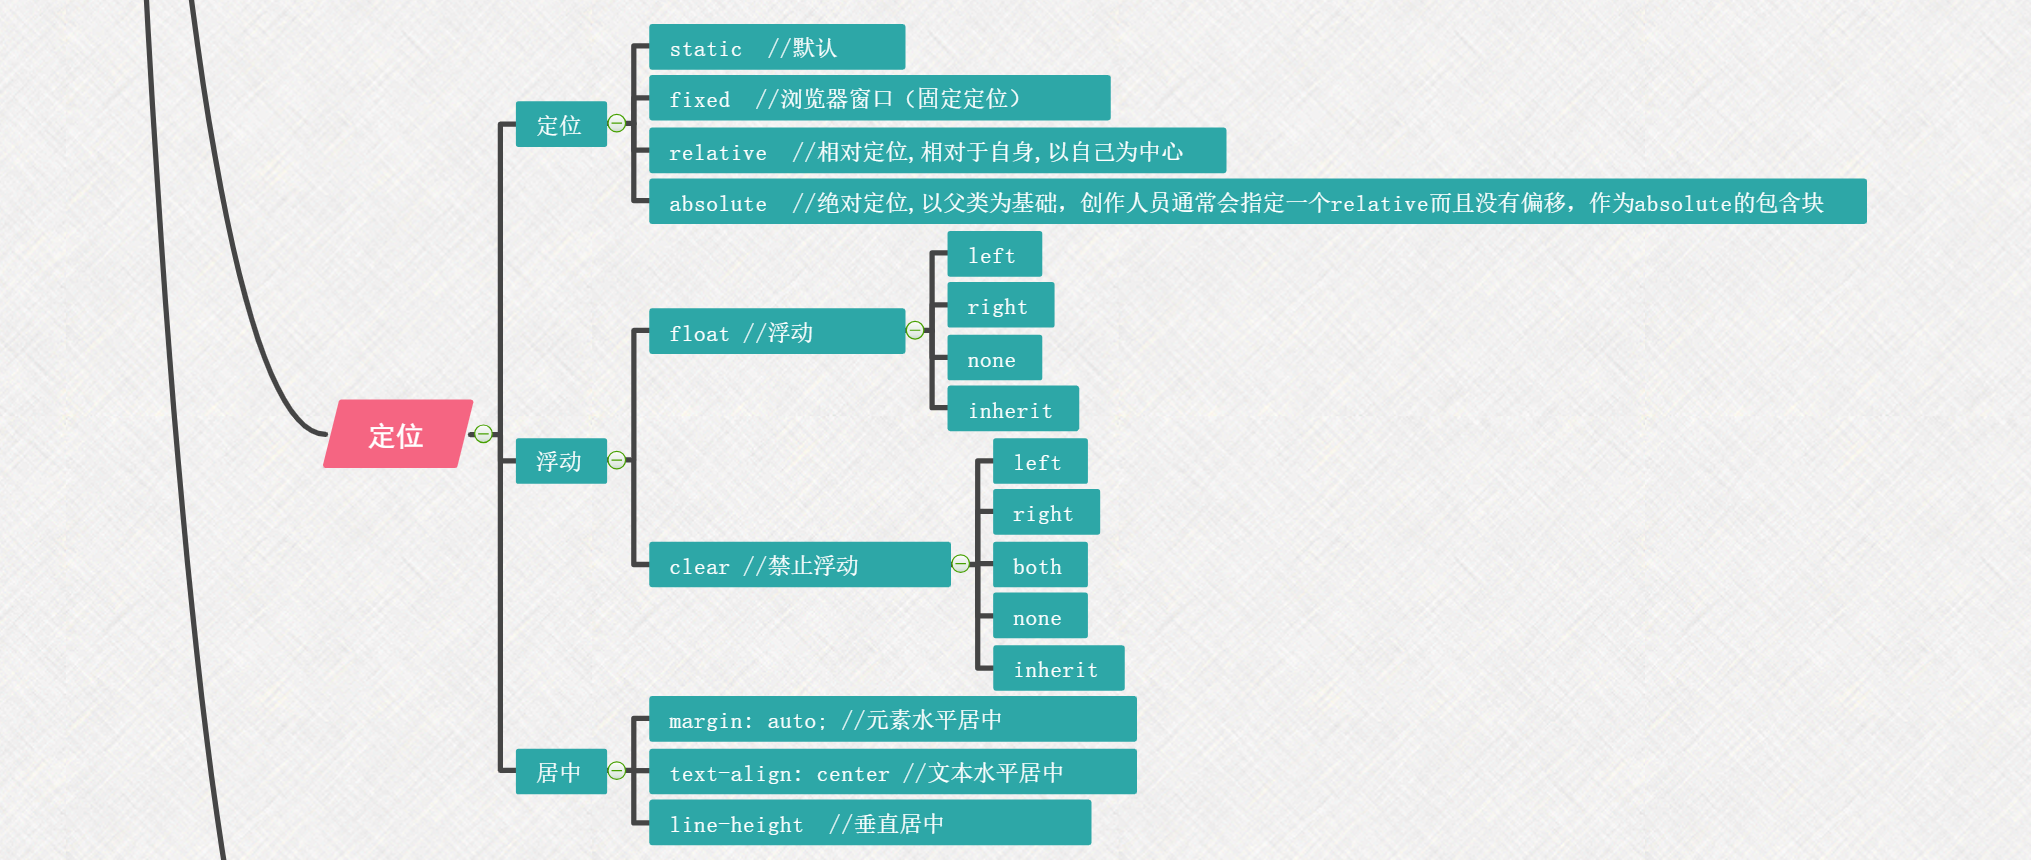 定位
定位
static  //默认
fixed  //浏览器窗口（固定定位）
relative  //相对定位,相对于自身,以自己为中心
absolute  //绝对定位,以父类为基础，创作人员通常会指定一个relative而且没有偏移，作为absolute的包含块
浮动
float //浮动
left
right
none
inherit
clear //禁止浮动
left
right
both
none
inherit
居中
margin: auto; //元素水平居中
text-align: center //文本水平居中
line-height  //垂直居中